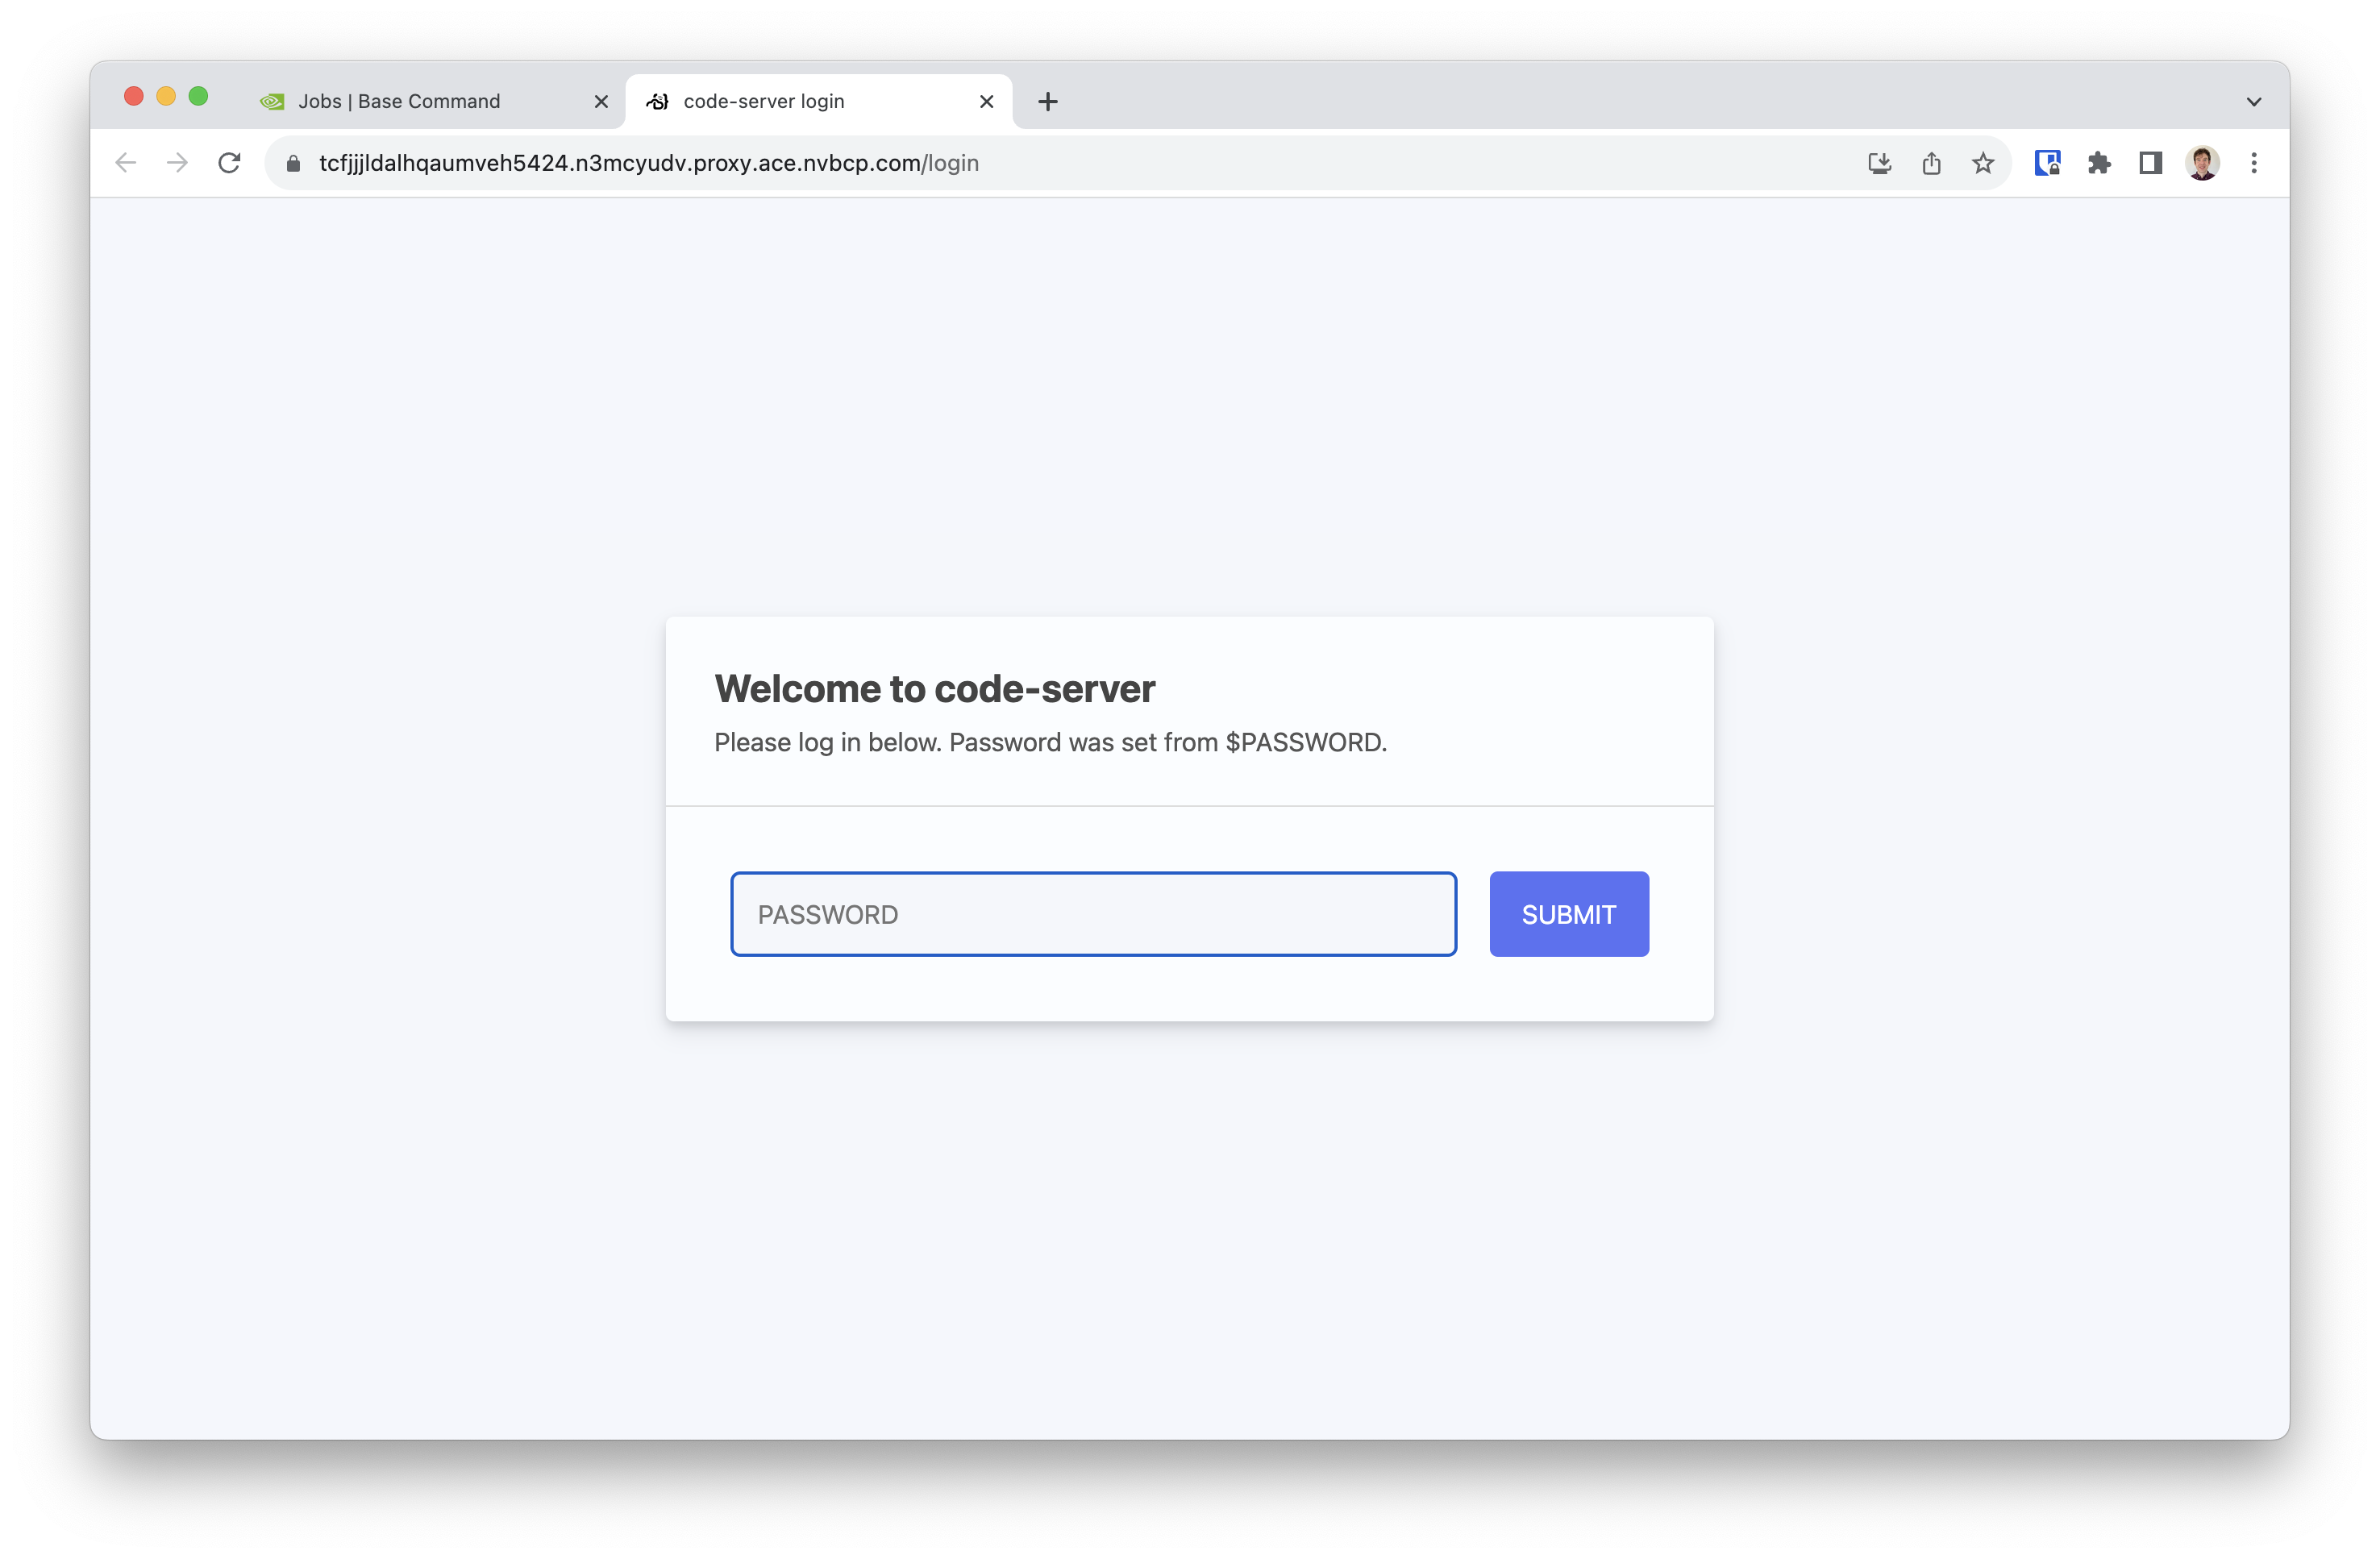 Jobs | Base Command
code-server login
tcfjjjldalhqaumveh5424.n3mcyudv.proxy.ace.nvbcp.com/login
Welcome to code-server
Please log in below. Password was set from $PASSWORD.
PASSWORD
SUBMIT